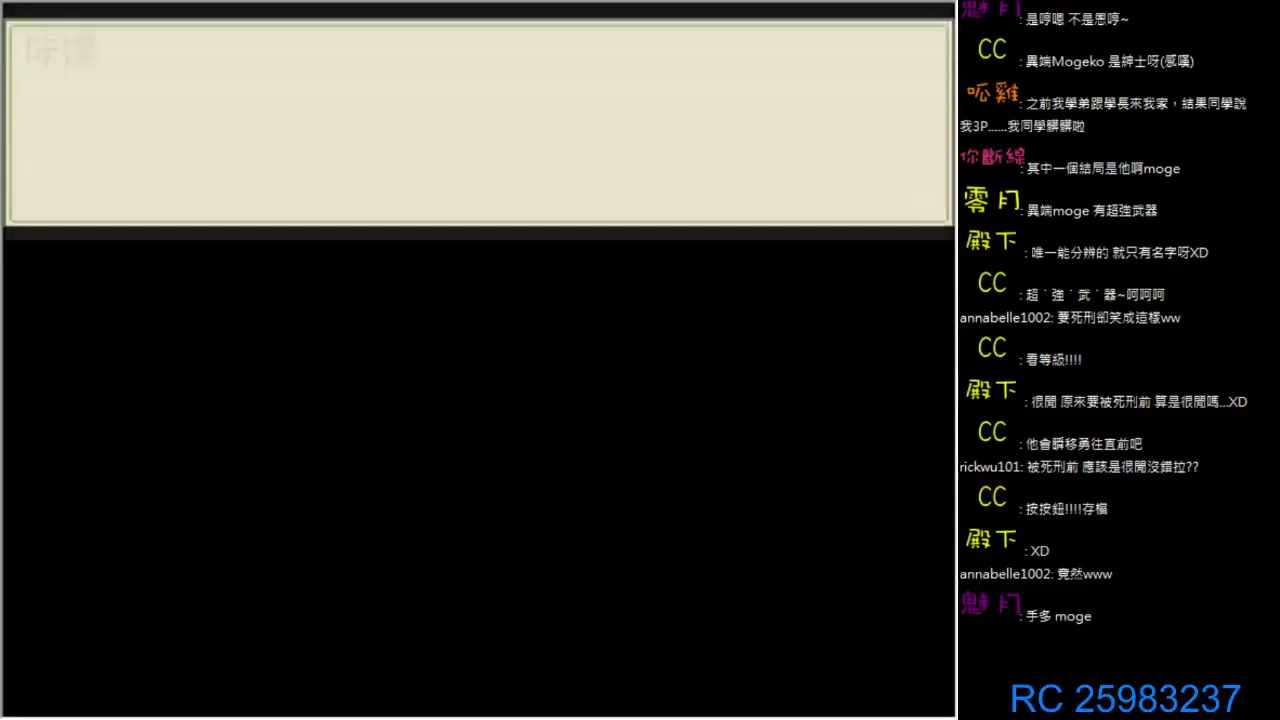 魅月
: 是哼嗯 不是恩哼~
CC
: 異端Mogeko 是紳士呀(感嘆)
呱雞
: 之前我學弟跟學長來我家，結果同學說
我3P......我同學髒髒啦
你斷線
: 其中一個結局是他啊moge
零月
: 異端moge 有超強武器
殿下
: 唯一能分辨的 就只有名字呀XD
CC
: 超˙強˙武˙器~呵呵呵
annabelle1002: 要死刑卻笑成這樣ww
CC
: 看等級!!!!
殿下
: 很閒 原來要被死刑前 算是很閒嗎...XD
CC
: 他會瞬移勇往直前吧
rickwu101: 被死刑前 應該是很閒沒錯拉??
CC
: 按按鈕!!!!存檔
殿下
: XD
annabelle1002: 竟然www
魅月
: 手多 moge
RC 25983237